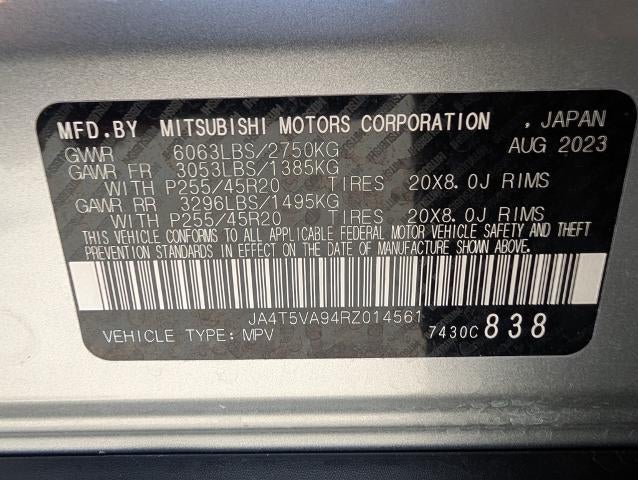 MFD.BY MITSUBISHI MOTORS CORPORATION , JAPAN
GVWR 6063LBS/2750KG AUG 2023
GAWR FR 3053LBS/1385KG
WITH P255/45R20 TIRES 20X8.0J RIMS
GAWR RR 3296LBS/1495KG
WITH P255/45R20 TIRES 20X8.0J RIMS
THIS VEHICLE CONFORMS TO ALL APPLICABLE FEDERAL MOTOR VEHICLE SAFETY AND THEFT
PREVENTION STANDARDS IN EFFECT ON THE DATE OF MANUFACTURE SHOWN ABOVE.
JA4T5VA94RZ014561
VEHICLE TYPE: MPV 7430C 838